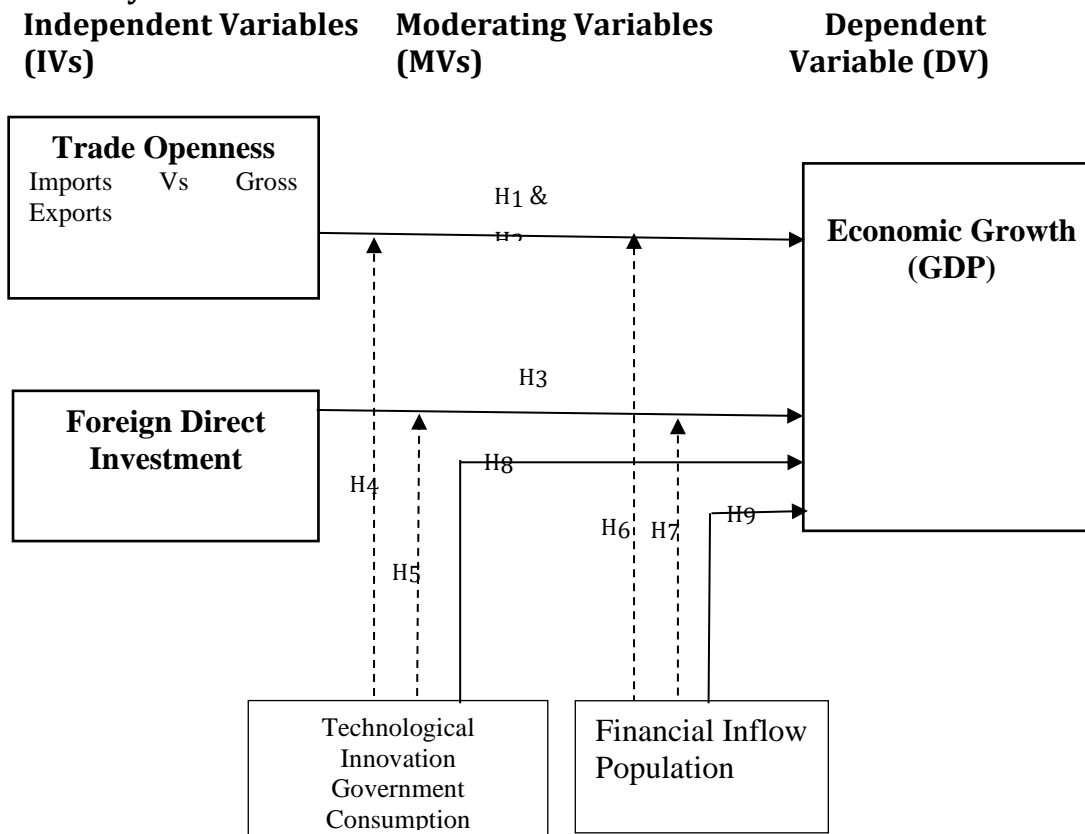 Independent Variables
(IVs)
Moderating Variables
(MVs)
Dependent
Variable (DV)
Trade Openness
Imports Vs Gross
Exports
H1 &
Economic Growth
(GDP)
H3
Foreign Direct
Investment
H4
H8
H5
H6
H7
H9
Technological
Innovation
Government
Consumption
Financial Inflow
Population